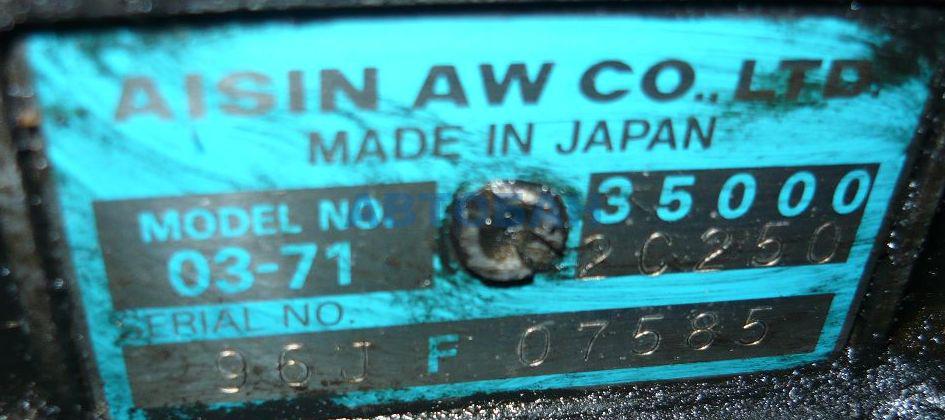 AISIN AW CO., LTD.
MADE IN JAPAN
MODEL NO. 35000
03-71 2C250
SERIAL NO.
96J F 07585